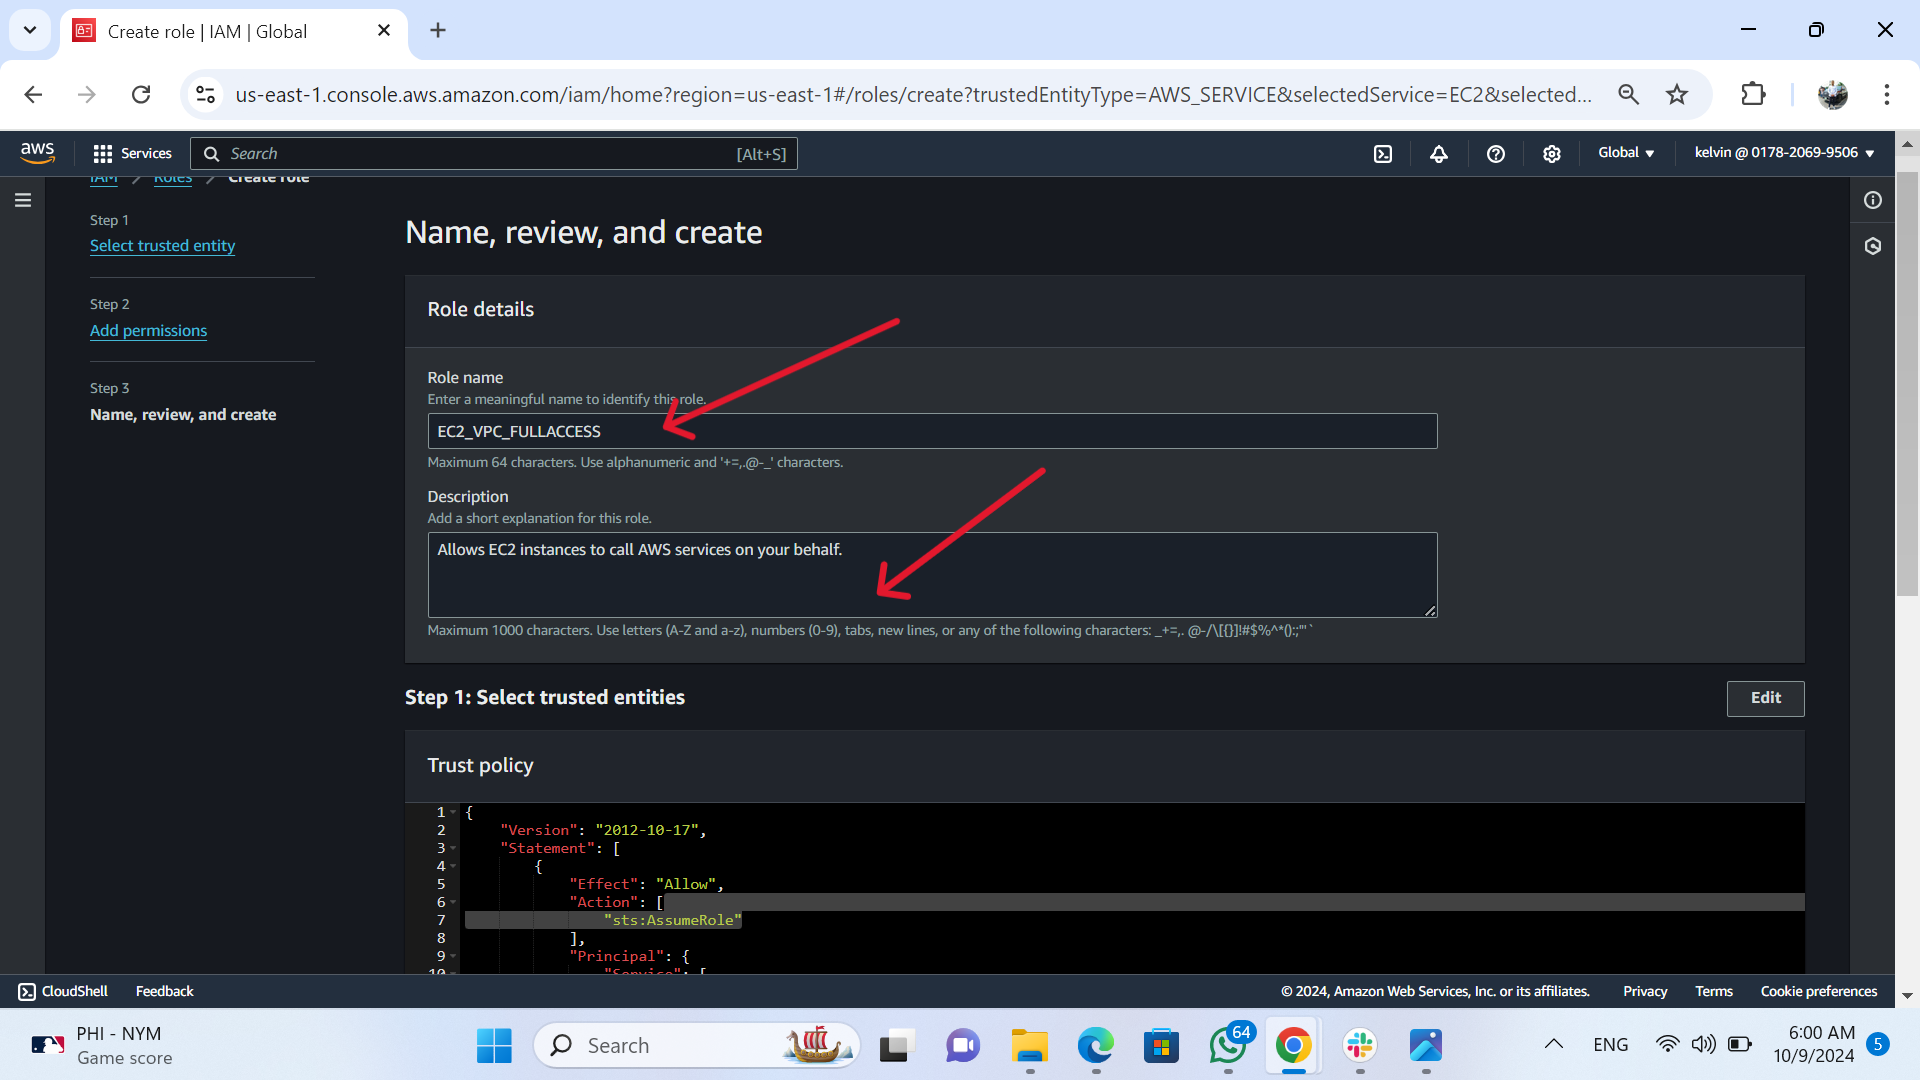 Create role | IAM | Global
us-east-1.console.aws.amazon.com/iam/home?region=us-east-1#/roles/create?trustedEntityType=AWS_SERVICE&selectedService=EC2&selected...
aws
Services
Search
[Alt+S]
Global
kelvin @ 0178-2069-9506
IAM
Roles
Create role
Step 1
Select trusted entity
Step 2
Add permissions
Step 3
Name, review, and create
Name, review, and create
Role details
Role name
Enter a meaningful name to identify this role.
EC2_VPC_FULLACCESS
Maximum 64 characters. Use alphanumeric and '+=,.@-_' characters.
Description
Add a short explanation for this role.
Allows EC2 instances to call AWS services on your behalf.
Maximum 1000 characters. Use letters (A-Z and a-z), numbers (0-9), tabs, new lines, or any of the following characters: _+=,. @-/\[{}]!#$%^*();:'"`
Step 1: Select trusted entities
Edit
Trust policy
1 {
2 "Version": "2012-10-17",
3 "Statement": [
4 {
5 "Effect": "Allow",
6 "Action": [
7 "sts:AssumeRole"
8 ],
9 "Principal": {
10 "Service": [
CloudShell
Feedback
© 2024, Amazon Web Services, Inc. or its affiliates.
Privacy
Terms
Cookie preferences
PHI - NYM
Game score
Search
64
ENG
6:00 AM
10/9/2024
5